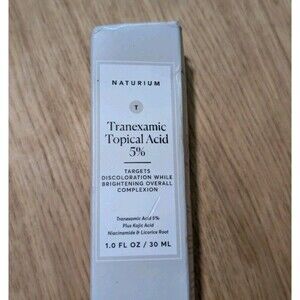 NATURIUM
T
Tranexamic
Topical Acid
5%
TARGETS
DISCOLORATION WHILE
BRIGHTENING OVERALL
COMPLEXION
Tranexamic Acid 5%
Plus Kojic Acid
Niacinamide & Licorice Root
1.0 FL OZ / 30 ML